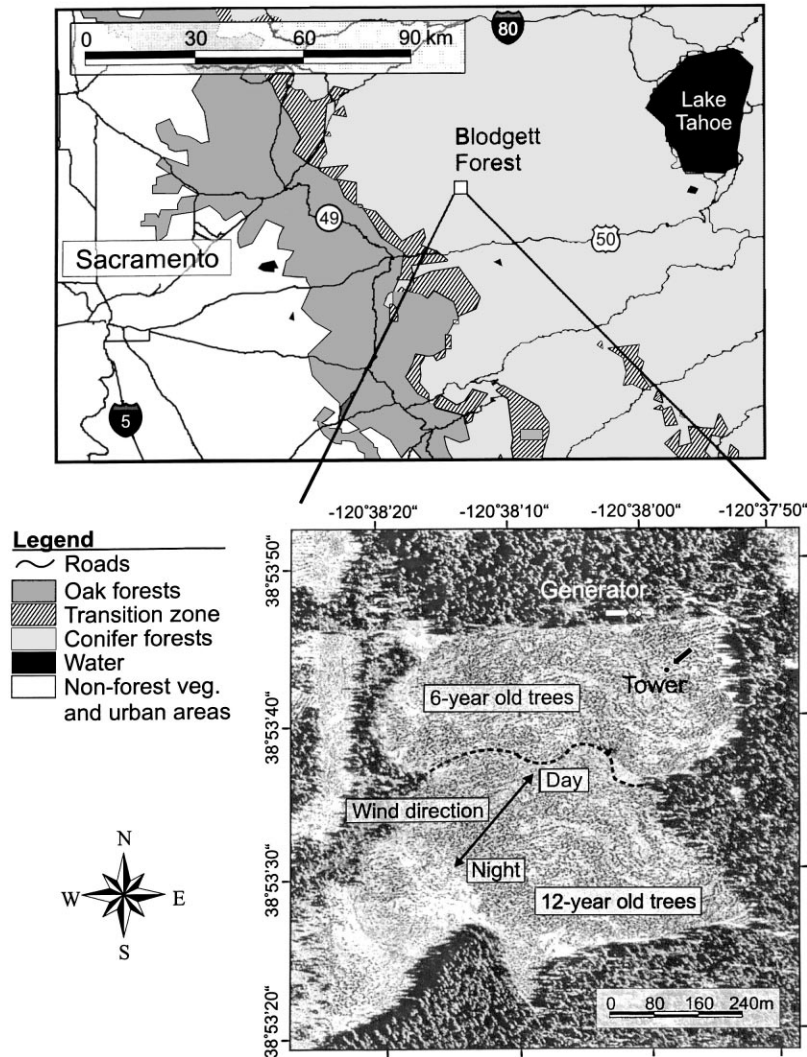 0 30 60 90 km
80
Lake
Tahoe
Blodgett
Forest
49
50
Sacramento
5
-120°38'20" -120°38'10" -120°38'00" -120°37'50"
Legend
Roads
Oak forests
Transition zone
Conifer forests
Water
Non-forest veg.
and urban areas
38°53'50"
38°53'40"
38°53'30"
38°53'20"
Generator
Tower
6-year old trees
Day
Wind direction
Night
12-year old trees
0 80 160 240m
N
W E
S